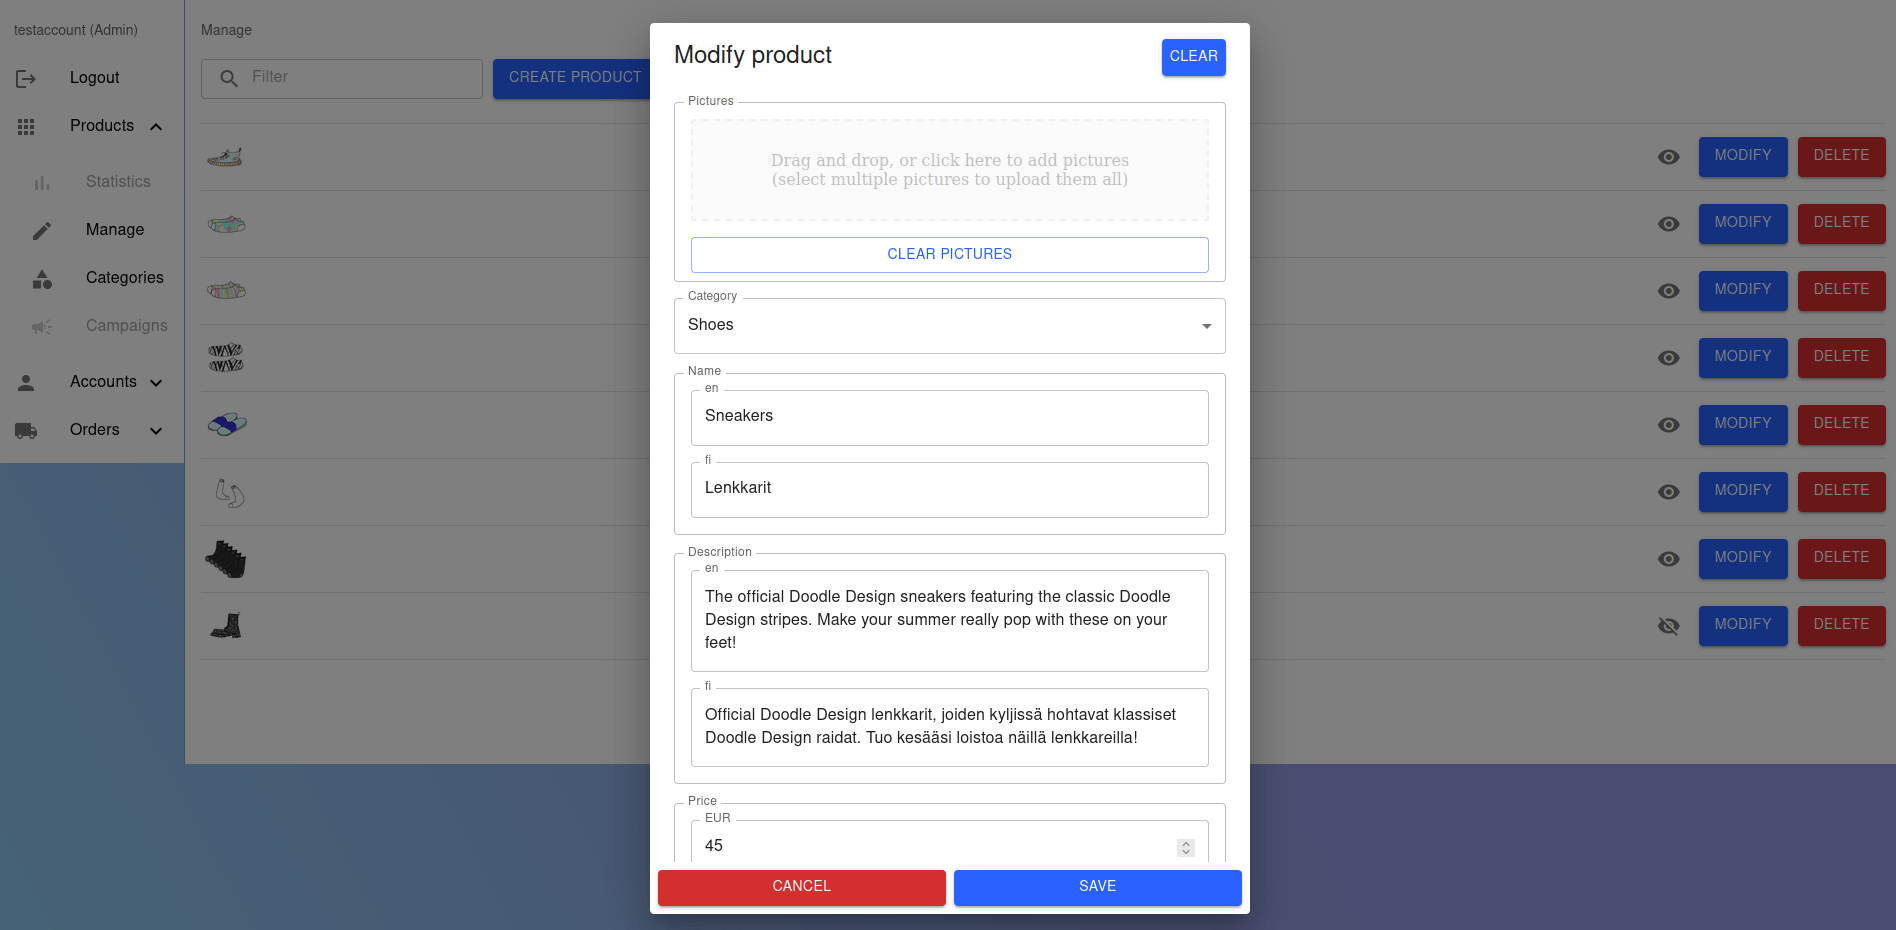 testaccount (Admin)
Logout
Products
Statistics
Manage
Categories
Campaigns
Accounts
Orders
Manage
Filter
CREATE PRODUCT
MODIFY DELETE
MODIFY DELETE
MODIFY DELETE
MODIFY DELETE
MODIFY DELETE
MODIFY DELETE
MODIFY DELETE
MODIFY DELETE
Modify product
CLEAR
Pictures
Drag and drop, or click here to add pictures
(select multiple pictures to upload them all)
CLEAR PICTURES
Category
Shoes
Name
en
Sneakers
fi
Lenkkarit
Description
en
The official Doodle Design sneakers featuring the classic Doodle
Design stripes. Make your summer really pop with these on your
feet!
fi
Official Doodle Design lenkkarit, joiden kyljissä hohtavat klassiset
Doodle Design raidat. Tuo kesääsi loistoa näillä lenkkareilla!
Price
EUR
45
CANCEL
SAVE